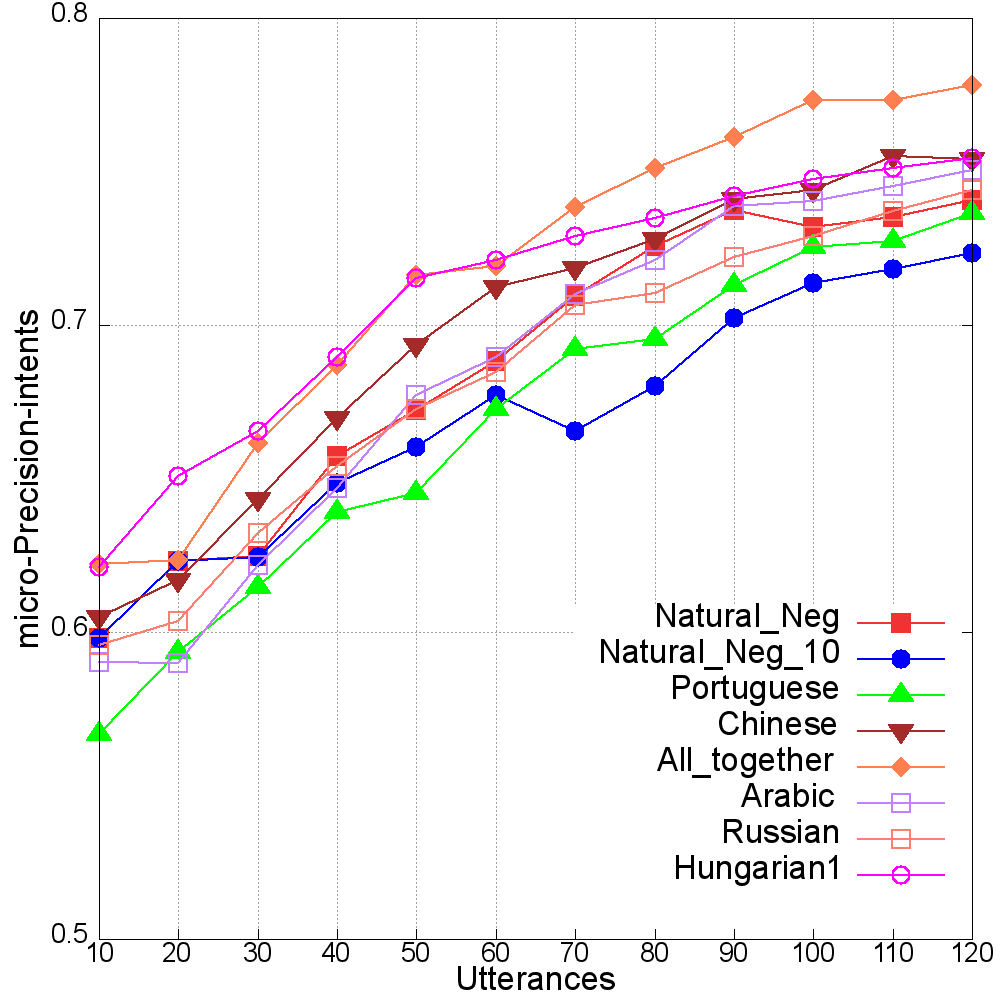 0.8
0.7
0.6
0.5
micro-Precision-intents
Natural_Neg
Natural_Neg_10
Portuguese
Chinese
All_together
Arabic
Russian
Hungarian1
10 20 30 40 50 60 70 80 90 100 110 120
Utterances